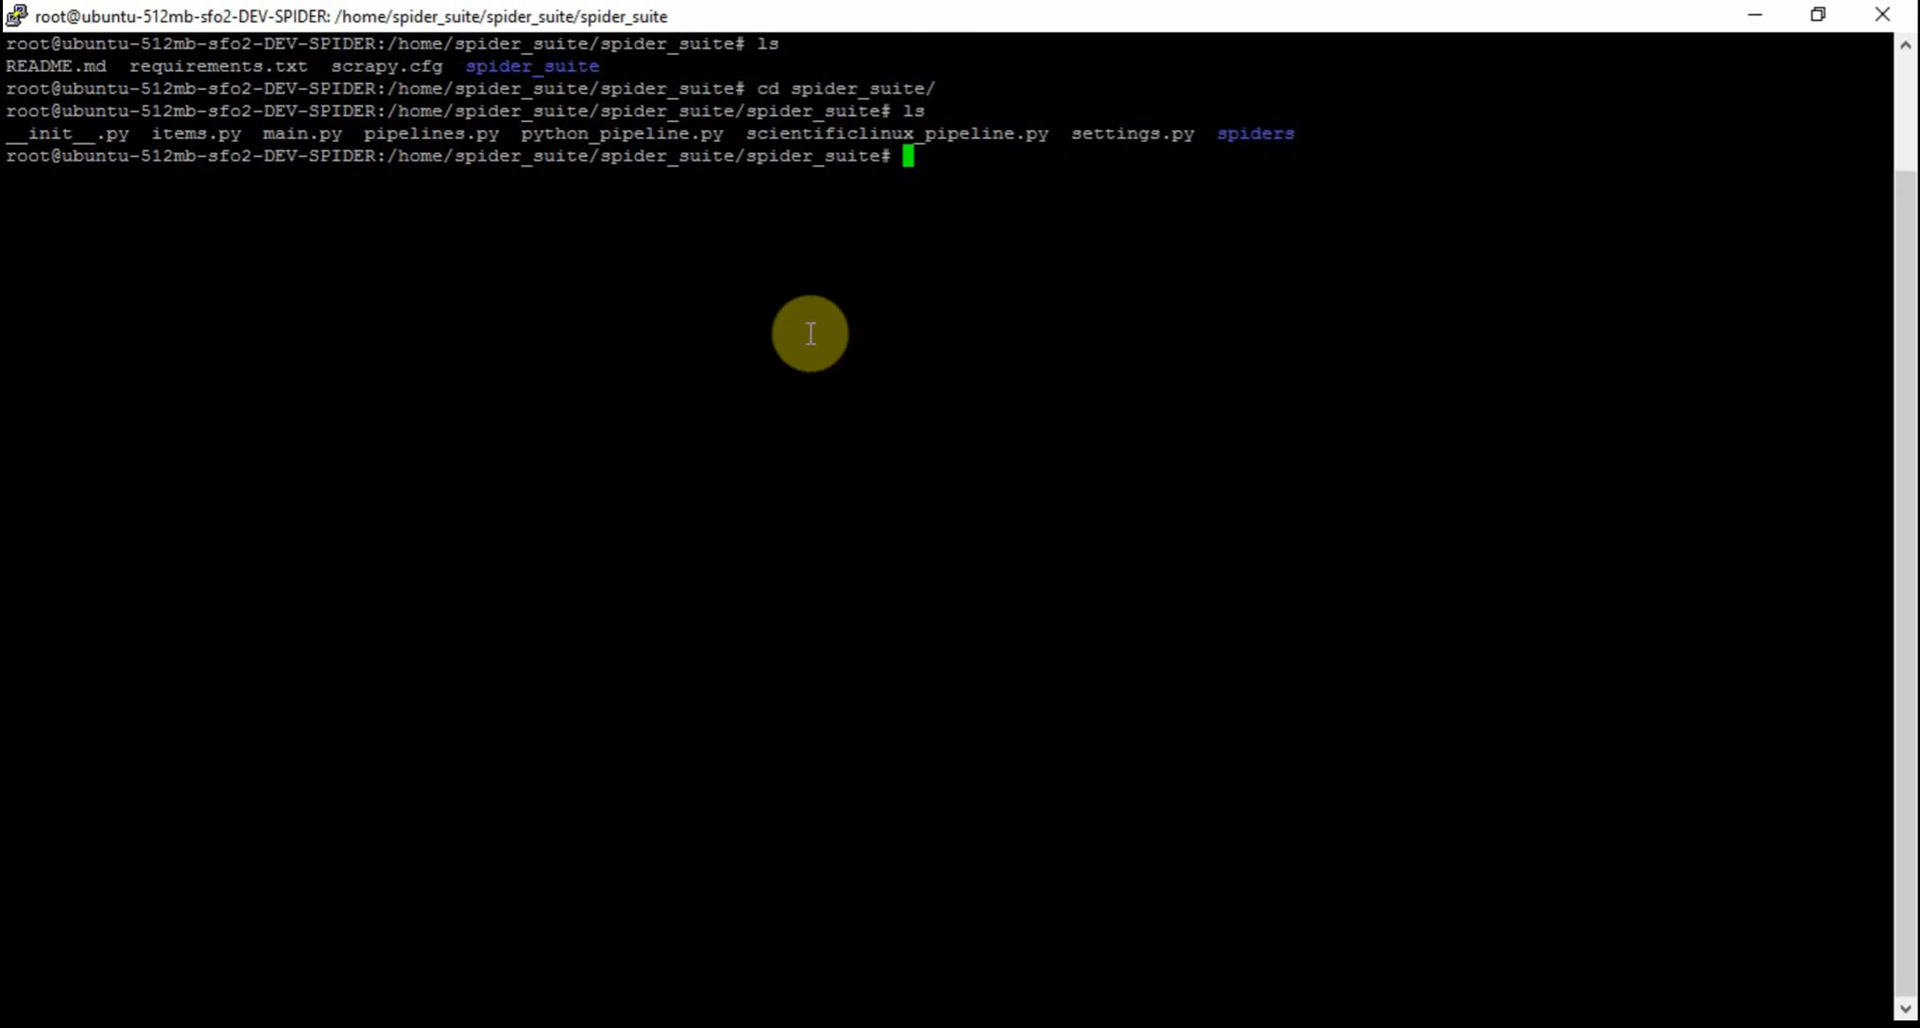 root@ubuntu-512mb-sfo2-DEV-SPIDER: /home/spider_suite/spider_suite/spider_suite
root@ubuntu-512mb-sfo2-DEV-SPIDER:/home/spider_suite/spider_suite# ls
README.md  requirements.txt  scrapy.cfg  spider_suite
root@ubuntu-512mb-sfo2-DEV-SPIDER:/home/spider_suite/spider_suite# cd spider_suite/
root@ubuntu-512mb-sfo2-DEV-SPIDER:/home/spider_suite/spider_suite/spider_suite# ls
__init__.py  items.py  main.py  pipelines.py  python_pipeline.py  scientificlinux_pipeline.py  settings.py  spiders
root@ubuntu-512mb-sfo2-DEV-SPIDER:/home/spider_suite/spider_suite/spider_suite#